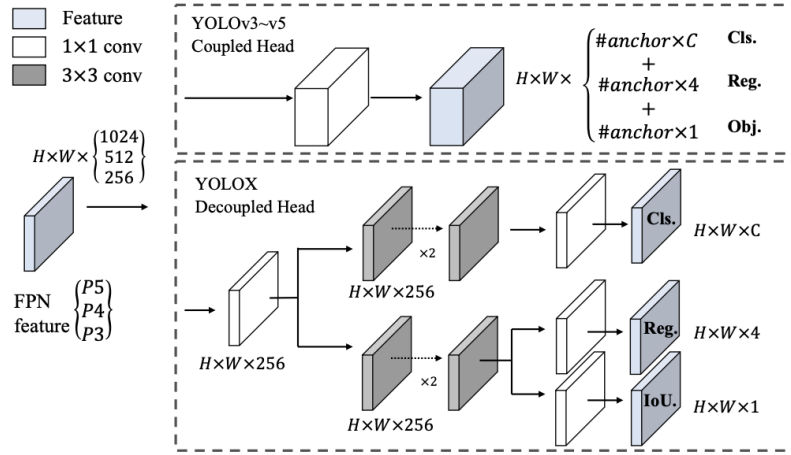 Feature
1×1 conv
3×3 conv
H×W×{1024
512
256}
FPN
feature
{P5
P4
P3}
YOLOv3~v5
Coupled Head
H×W×
{#anchor×C Cls.
+
#anchor×4 Reg.
+
#anchor×1 Obj.
YOLOX
Decoupled Head
H×W×256
×2
H×W×256
Cls.
H×W×C
×2
H×W×256
Reg.
H×W×4
IoU.
H×W×1